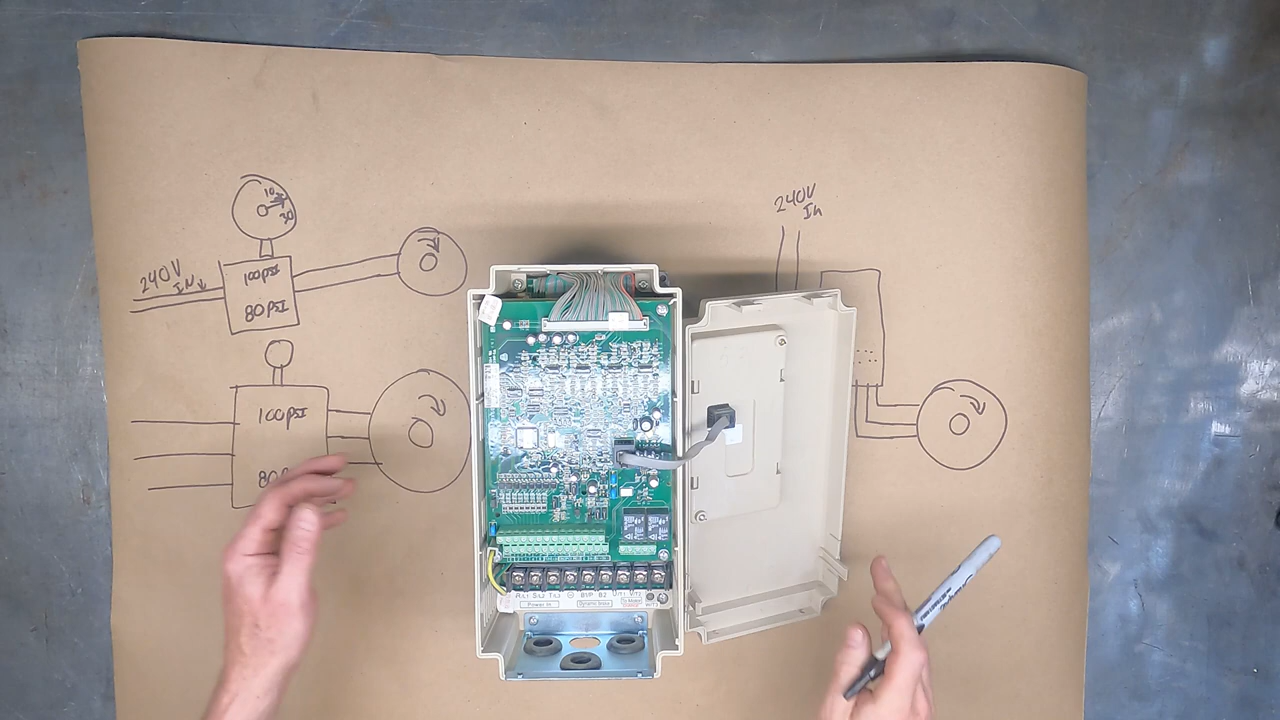 10
30
240V
IN
100PSI
80PSI
100PSI
240V
In
R/L1 S/L2 T/L3 ⊖ B1/P B2 U/T1 V/T2
Power In
Dynamic Brake
To Motor
W/T3